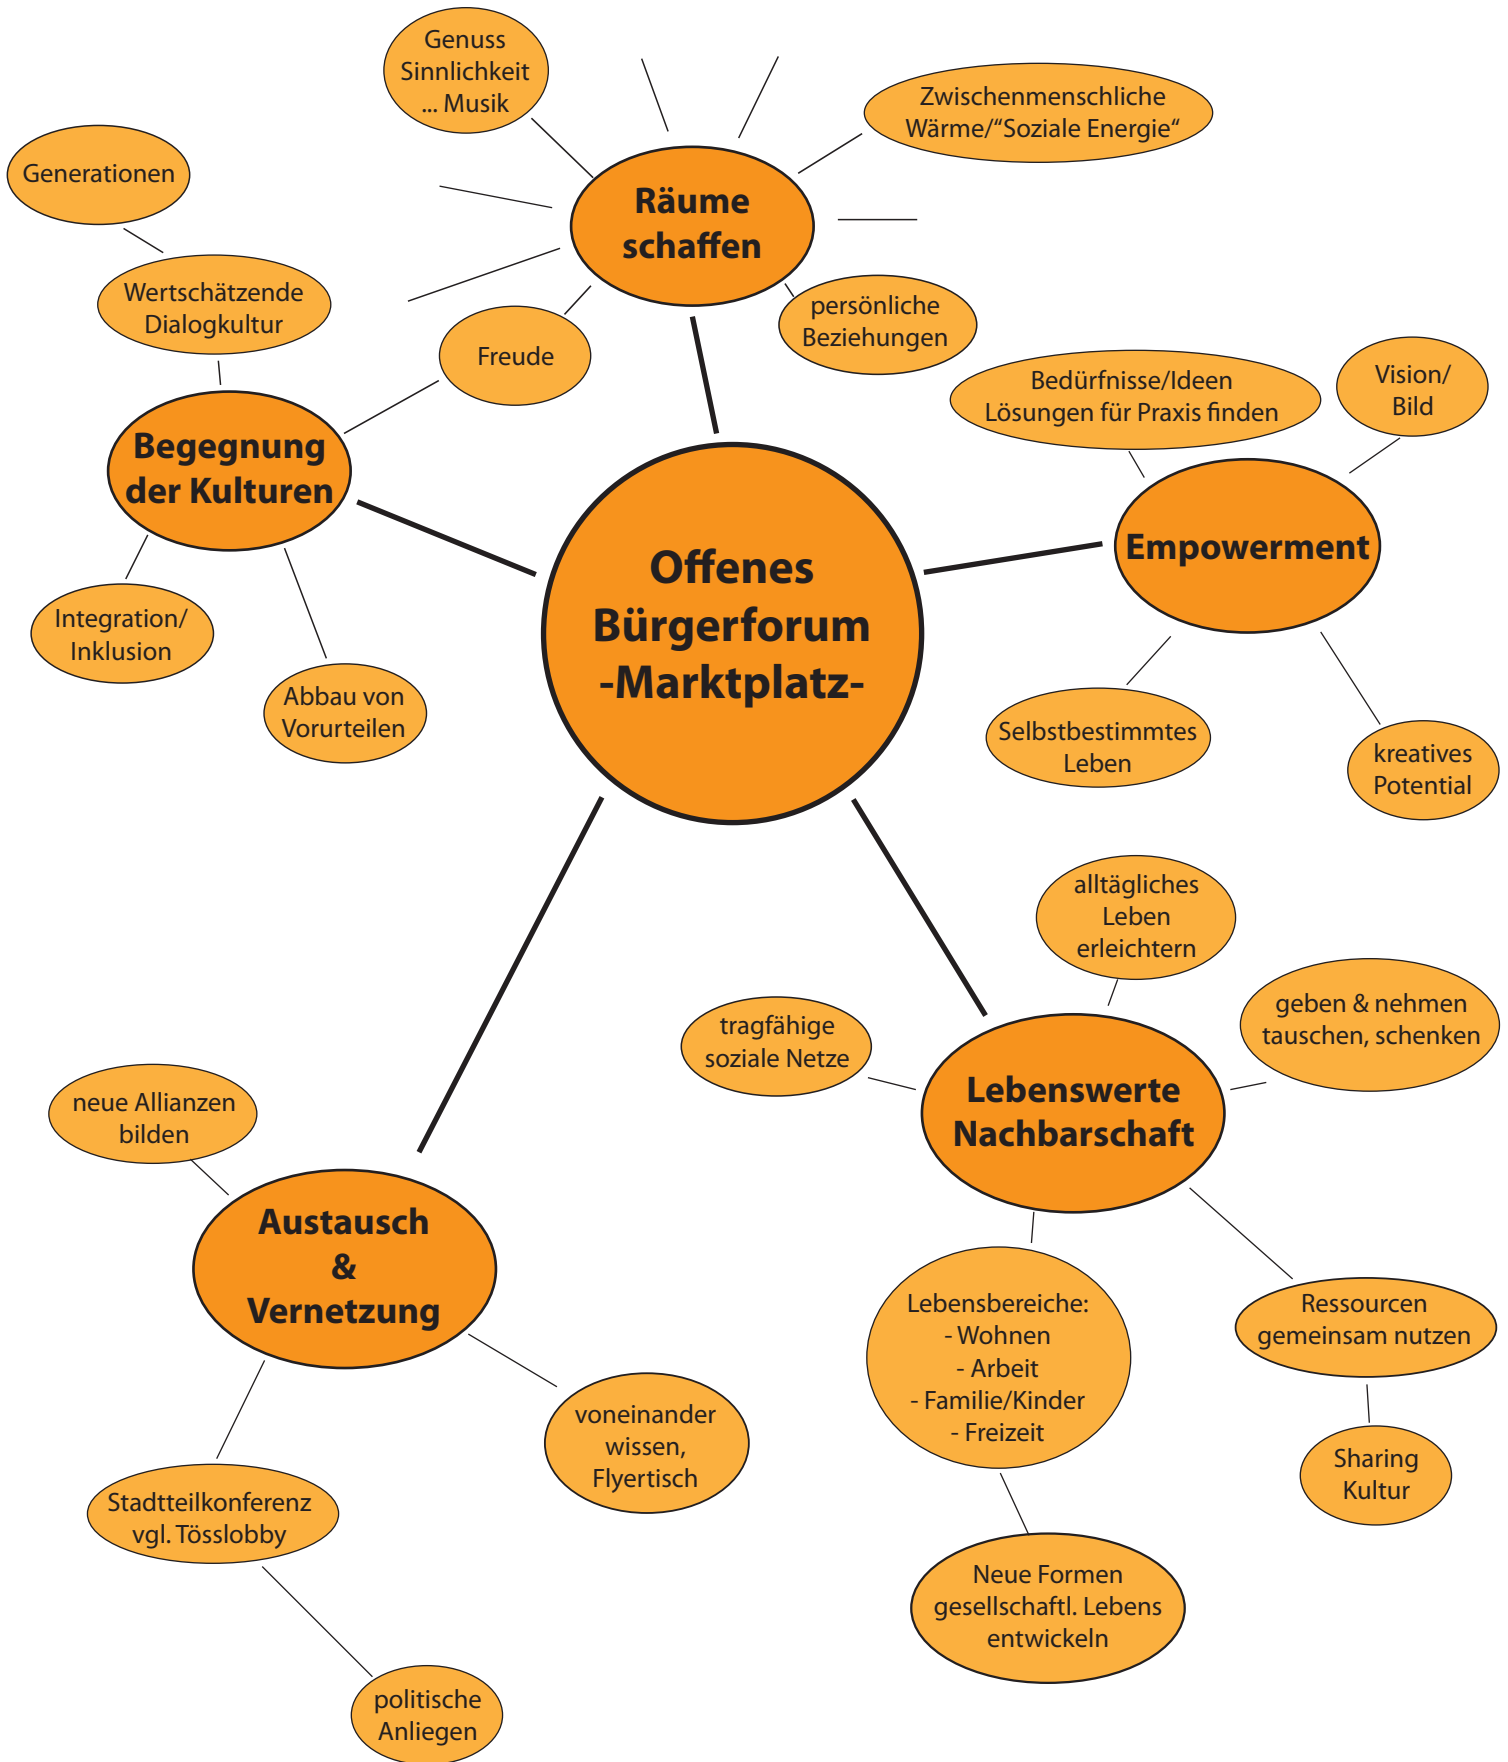 Genuss
Sinnlichkeit
... Musik
Zwischenmenschliche
Wärme/“Soziale Energie“
Generationen
Räume
schaffen
Wertschätzende
Dialogkultur
persönliche
Beziehungen
Freude
Bedürfnisse/Ideen
Lösungen für Praxis finden
Vision/
Bild
Begegnung
der Kulturen
Empowerment
Offenes
Bürgerforum
-Marktplatz-
Integration/
Inklusion
Abbau von
Vorurteilen
Selbstbestimmtes
Leben
kreatives
Potential
alltägliches
Leben
erleichtern
geben & nehmen
tauschen, schenken
tragfähige
soziale Netze
Lebenswerte
Nachbarschaft
neue Allianzen
bilden
Austausch
&
Vernetzung
Lebensbereiche:
- Wohnen
- Arbeit
- Familie/Kinder
- Freizeit
Ressourcen
gemeinsam nutzen
voneinander
wissen,
Flyertisch
Sharing
Kultur
Stadtteilkonferenz
vgl. Tösslobby
Neue Formen
gesellschaftl. Lebens
entwickeln
politische
Anliegen